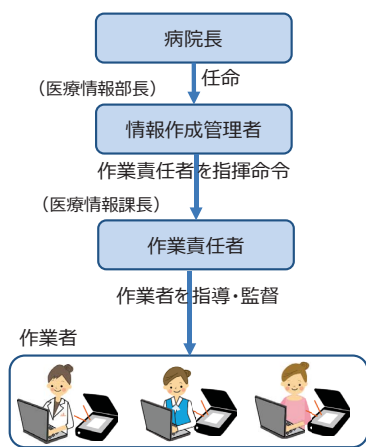 病院長
任命
（医療情報部長）
情報作成管理者
作業責任者を指揮命令
（医療情報課長）
作業責任者
作業者を指導・監督
作業者